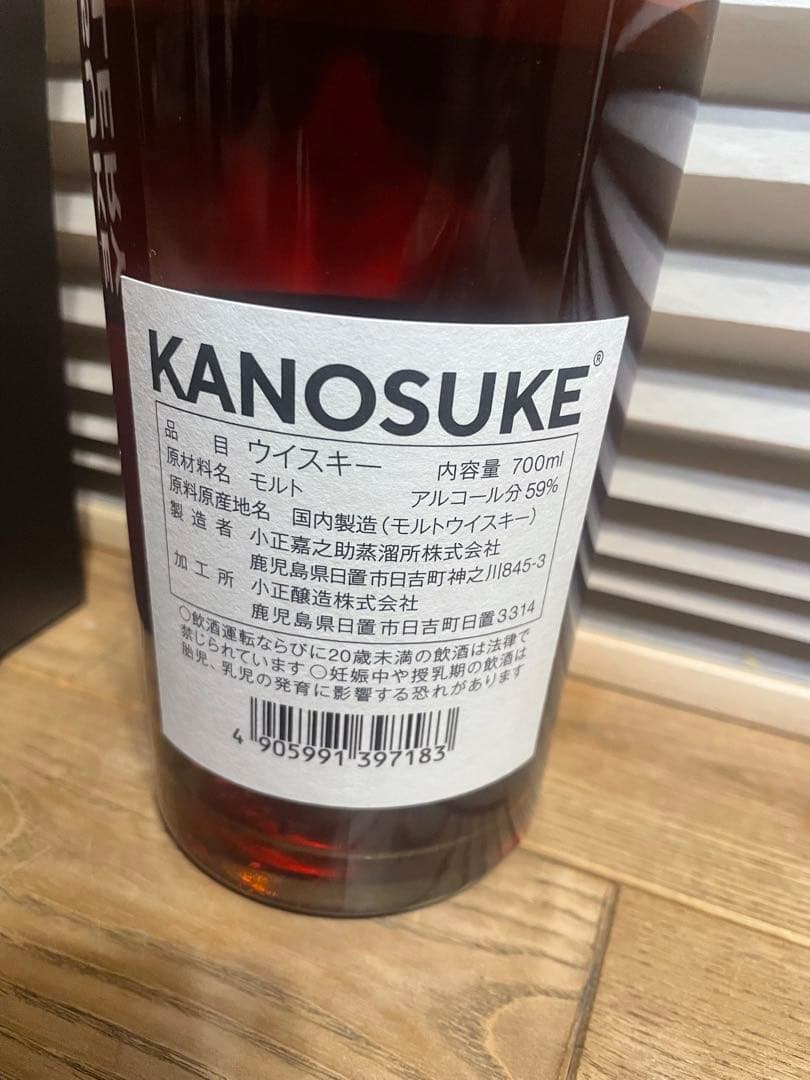 KANOSUKE®
品目 ウイスキー 内容量 700ml
原材料名 モルト アルコール分59%
原料原産地名 国内製造(モルトウイスキー)
製造者 小正嘉之助蒸溜所株式会社
鹿児島県日置市日吉町神之川845-3
加工所 小正醸造株式会社
鹿児島県日置市日吉町日置3314
○飲酒運転ならびに20歳未満の飲酒は法律で
禁じられています ○妊娠中や授乳期の飲酒は
胎児、乳児の発育に影響する恐れがあります
4 905991 397183